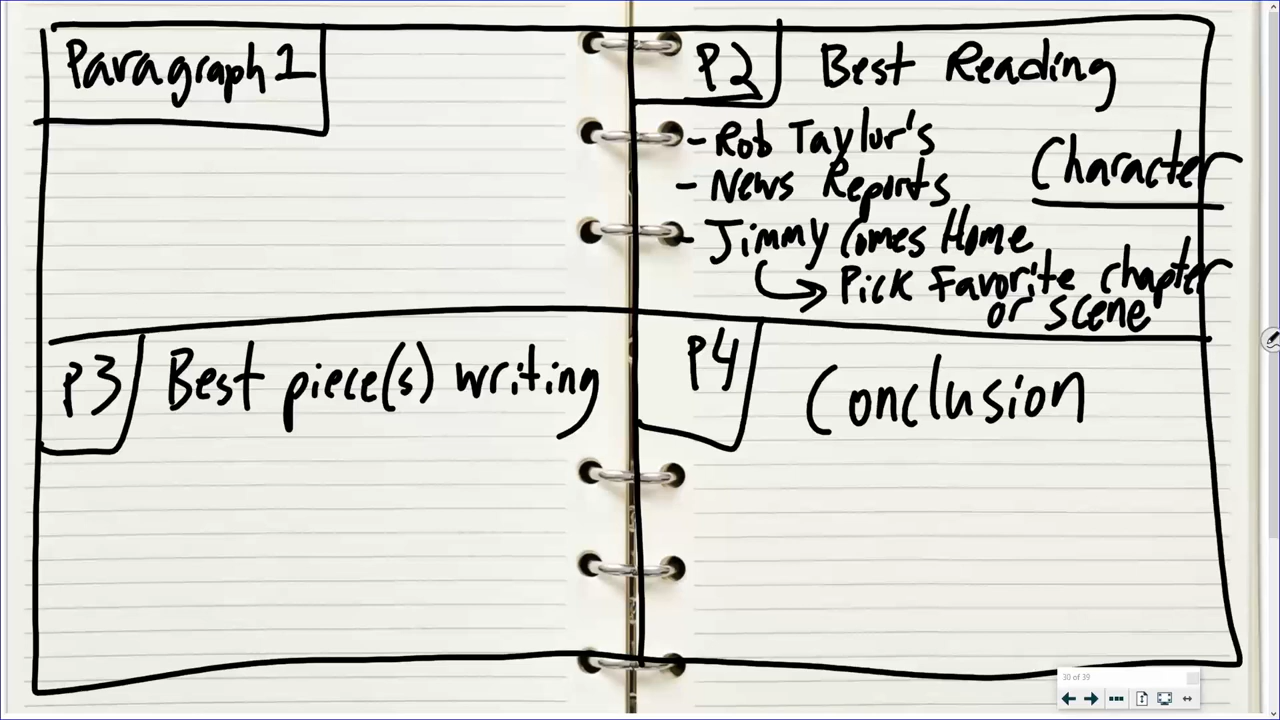 Paragraph 1
P2 Best Reading
- Rob Taylor's
- News Reports
Character
- Jimmy Comes Home
Pick Favorite chapter
or scene
P3 Best piece(s) writing
P4 Conclusion
30 of 39